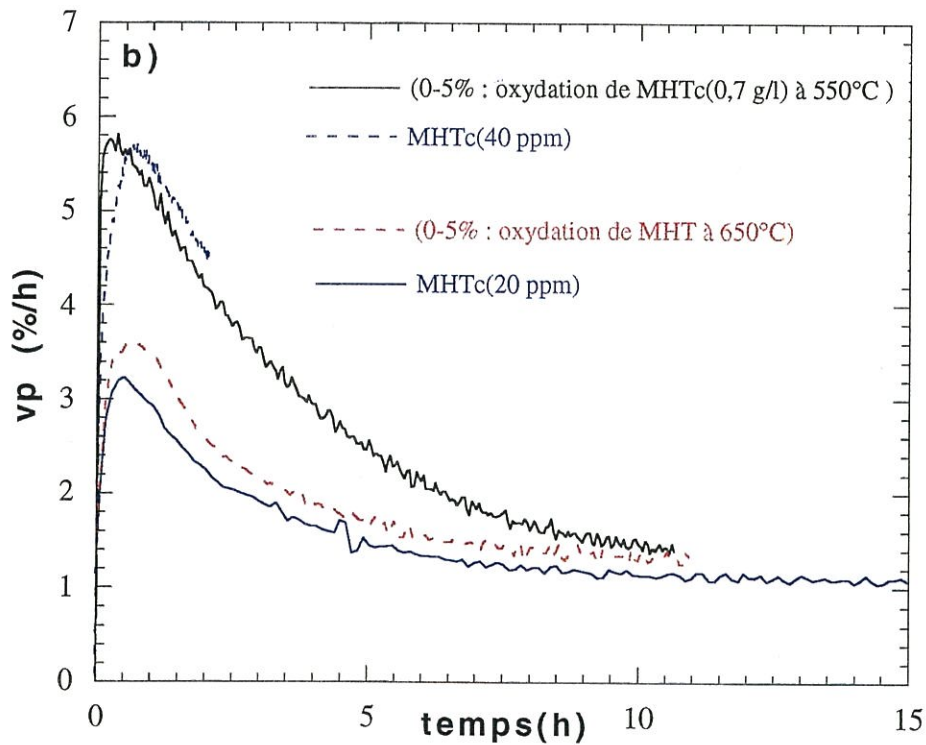 7
b)
(0-5% : oxydation de MHTc(0,7 g/l) à 550°C )
6
MHTc(40 ppm)
5
(0-5% : oxydation de MHT à 650°C)
MHTc(20 ppm)
4
vp (%/h)
3
2
1
0
0
5
10
15
temps(h)